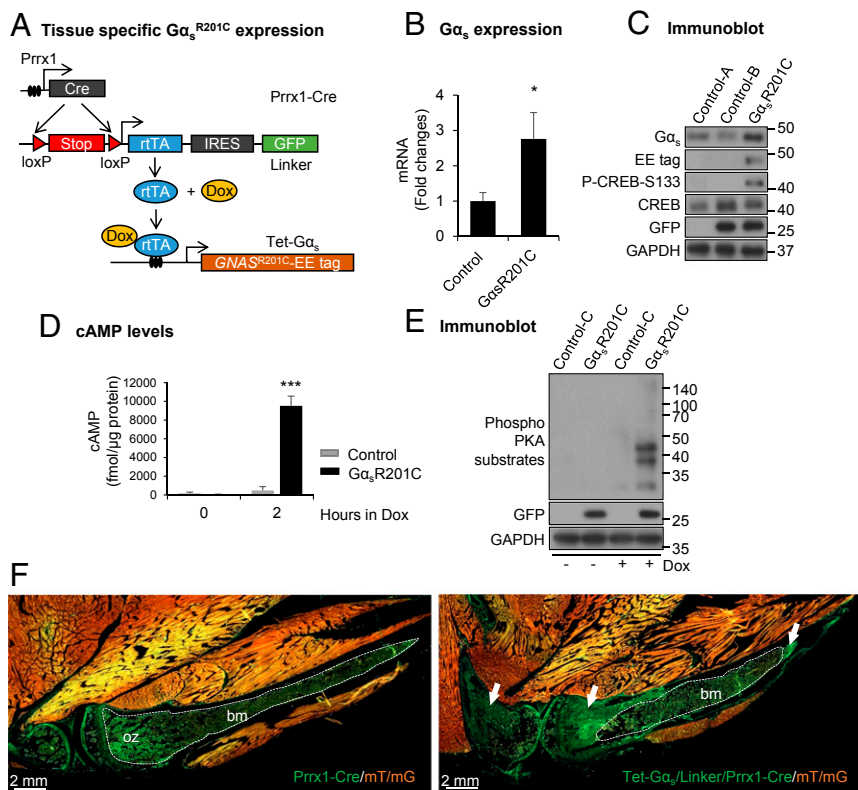 A Tissue specific Gαs^R201C expression
Prrx1
Cre
Prrx1-Cre
Stop
rtTA
IRES
GFP
loxP
loxP
Linker
rtTA
+
Dox
Dox
rtTA
Tet-Gαs
GNAS^R201C-EE tag
B Gαs expression
mRNA
(Fold changes)
4
3
2
1
0
*
Control
GαsR201C
C Immunoblot
Control-A
Control-B
GαsR201C
Gαs
50
EE tag
50
P-CREB-S133
40
CREB
40
GFP
25
GAPDH
37
D cAMP levels
cAMP
(fmol/µg protein)
12000
10000
8000
6000
4000
2000
0
***
Control
GαsR201C
0
2
Hours in Dox
E Immunoblot
Control-C
GαsR201C
Control-C
GαsR201C
Phospho
PKA
substrates
140
100
70
50
40
35
GFP
25
GAPDH
35
- - + + Dox
F
oz
bm
2 mm
Prrx1-Cre/mT/mG
bm
2 mm
Tet-Gαs/Linker/Prrx1-Cre/mT/mG